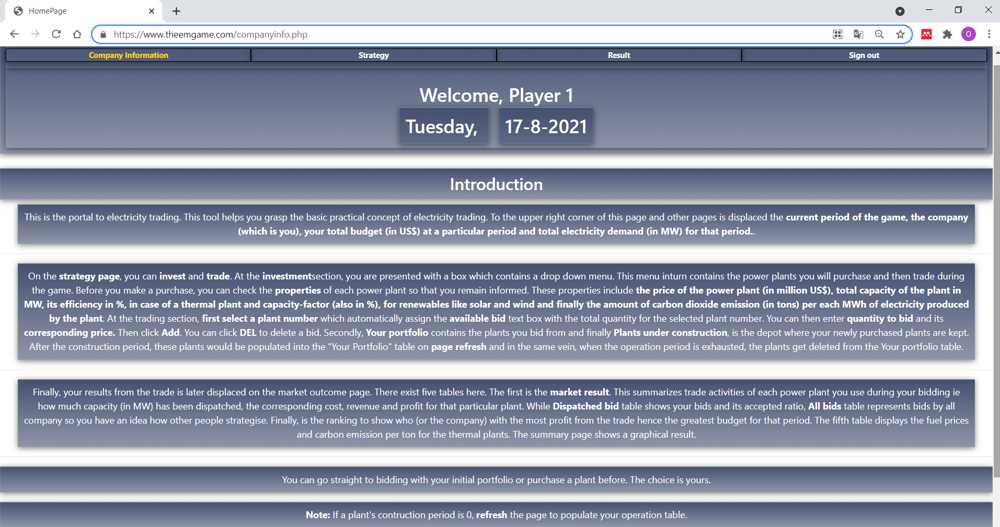 HomePage
https://www.theemgame.com/companyinfo.php
O
Company Information
Strategy
Result
Sign out
Welcome, Player 1
Tuesday, 17-8-2021
Introduction
This is the portal to electricity trading. This tool helps you grasp the basic practical concept of electricity trading. To the upper right corner of this page and other pages is displaced the current period of the game, the company
(which is you), your total budget (in US$) at a particular period and total electricity demand (in MW) for that period..
On the strategy page, you can invest and trade. At the investmentsection, you are presented with a box which contains a drop down menu. This menu inturn contains the power plants you will purchase and then trade during
the game. Before you make a purchase, you can check the properties of each power plant so that you remain informed. These properties include the price of the power plant (in million US$), total capacity of the plant in
MW, its efficiency in %, in case of a thermal plant and capacity-factor (also in %), for renewables like solar and wind and finally the amount of carbon dioxide emission (in tons) per each MWh of electricity produced
by the plant. At the trading section, first select a plant number which automatically assign the available bid text box with the total quantity for the selected plant number. You can then enter quantity to bid and its
corresponding price. Then click Add. You can click DEL to delete a bid. Secondly, Your portfolio contains the plants you bid from and finally Plants under construction, is the depot where your newly purchased plants are kept.
After the construction period, these plants would be populated into the "Your Portfolio" table on page refresh and in the same vein, when the operation period is exhausted, the plants get deleted from the Your portfolio table.
Finally, your results from the trade is later displaced on the market outcome page. There exist five tables here. The first is the market result. This summarizes trade activities of each power plant you use during your bidding ie
how much capacity (in MW) has been dispatched, the corresponding cost, revenue and profit for that particular plant. While Dispatched bid table shows your bids and its accepted ratio, All bids table represents bids by all
company so you have an idea how other people strategise. Finally, is the ranking to show who (or the company) with the most profit from the trade hence the greatest budget for that period. The fifth table displays the fuel prices
and carbon emission per ton for the thermal plants. The summary page shows a graphical result.
You can go straight to bidding with your initial portfolio or purchase a plant before. The choice is yours.
Note: If a plant's contruction period is 0, refresh the page to populate your operation table.